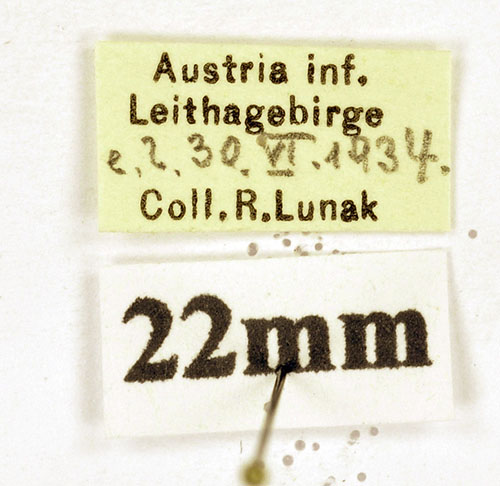 Austria inf.
Leithagebirge
e.l. 30. VI. 1934.
Coll. R. Lunak
22mm